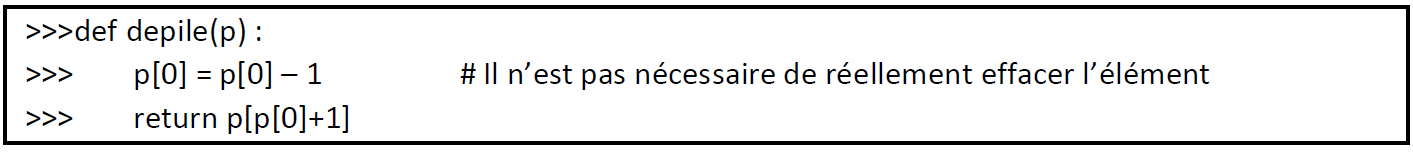 >>>def depile(p) :
>>> p[0] = p[0] – 1 # Il n’est pas nécessaire de réellement effacer l’élément
>>> return p[p[0]+1]